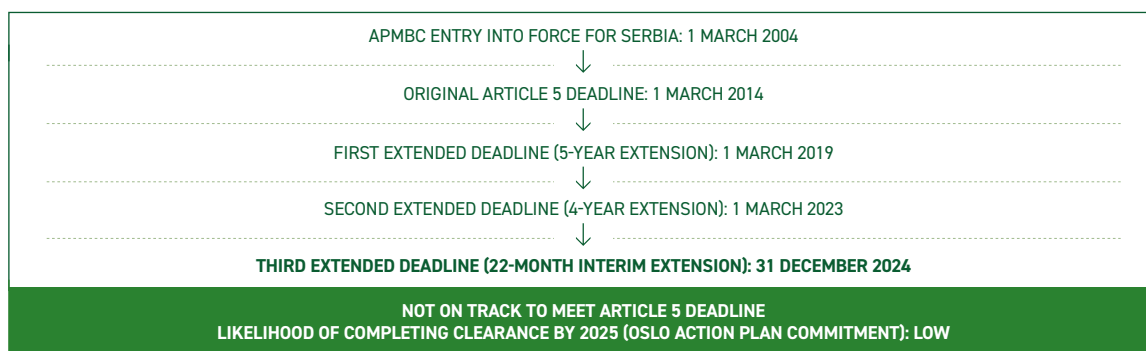 APMBC ENTRY INTO FORCE FOR SERBIA: 1 MARCH 2004
ORIGINAL ARTICLE 5 DEADLINE: 1 MARCH 2014
FIRST EXTENDED DEADLINE (5-YEAR EXTENSION): 1 MARCH 2019
SECOND EXTENDED DEADLINE (4-YEAR EXTENSION): 1 MARCH 2023
THIRD EXTENDED DEADLINE (22-MONTH INTERIM EXTENSION): 31 DECEMBER 2024
NOT ON TRACK TO MEET ARTICLE 5 DEADLINE
LIKELIHOOD OF COMPLETING CLEARANCE BY 2025 (OSLO ACTION PLAN COMMITMENT): LOW